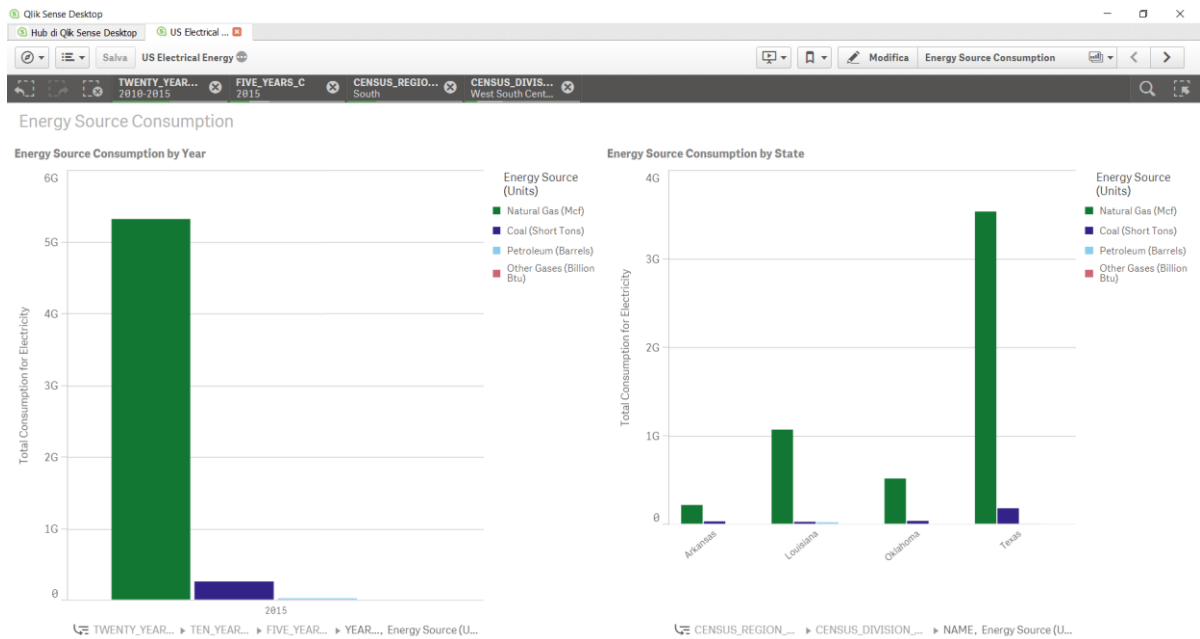 Qlik Sense Desktop
Hub di Qlik Sense Desktop
US Electrical ...
Salva
US Electrical Energy
Modifica
Energy Source Consumption
TWENTY_YEAR...
2010-2015
FIVE_YEARS_C
2015
CENSUS_REGIO...
South
CENSUS_DIVIS...
West South Cent...
Energy Source Consumption
Energy Source Consumption by Year
Total Consumption for Electricity
6G
5G
4G
3G
2G
1G
0
2015
Energy Source
(Units)
Natural Gas (Mcf)
Coal (Short Tons)
Petroleum (Barrels)
Other Gases (Billion
Btu)
TWENTY_YEAR...
TEN_YEAR...
FIVE_YEAR...
YEAR..., Energy Source (U...
Energy Source Consumption by State
Total Consumption for Electricity
4G
3G
2G
1G
0
Arkansas
Louisiana
Oklahoma
Texas
Energy Source
(Units)
Natural Gas (Mcf)
Coal (Short Tons)
Petroleum (Barrels)
Other Gases (Billion
Btu)
CENSUS_REGION_...
CENSUS_DIVISION_...
NAME, Energy Source (U...